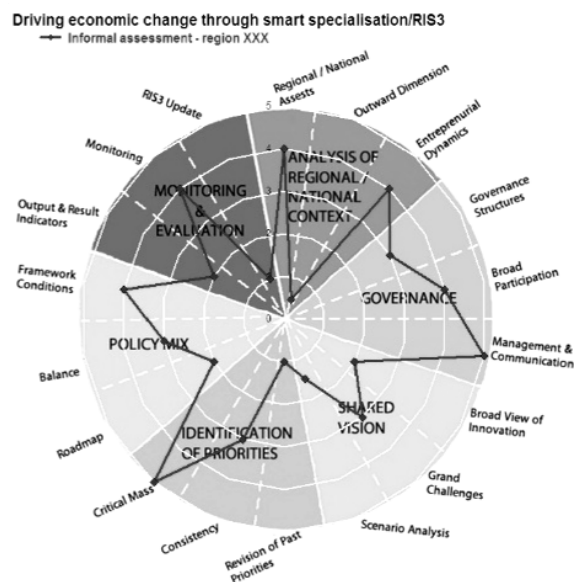 Driving economic change through smart specialisation/RIS3
Informal assessment - region XXX
Regional / National
Assests
Outward Dimension
Entreprenurial
Dynamics
Governance
Structures
Broad
Participation
Management &
Communication
Broad View of
Innovation
Grand
Challenges
Scenario Analysis
Revision of Past
Priorities
Consistency
Critical Mass
Roadmap
Balance
Framework
Conditions
Output & Result
Indicators
Monitoring
RIS3 Update
5
4
3
2
0
ANALYSIS OF
REGIONAL /
NATIONAL
CONTEXT
GOVERNANCE
SHARED
VISION
IDENTIFICATION
OF PRIORITIES
POLICY MIX
MONITORING
&
EVALUATION